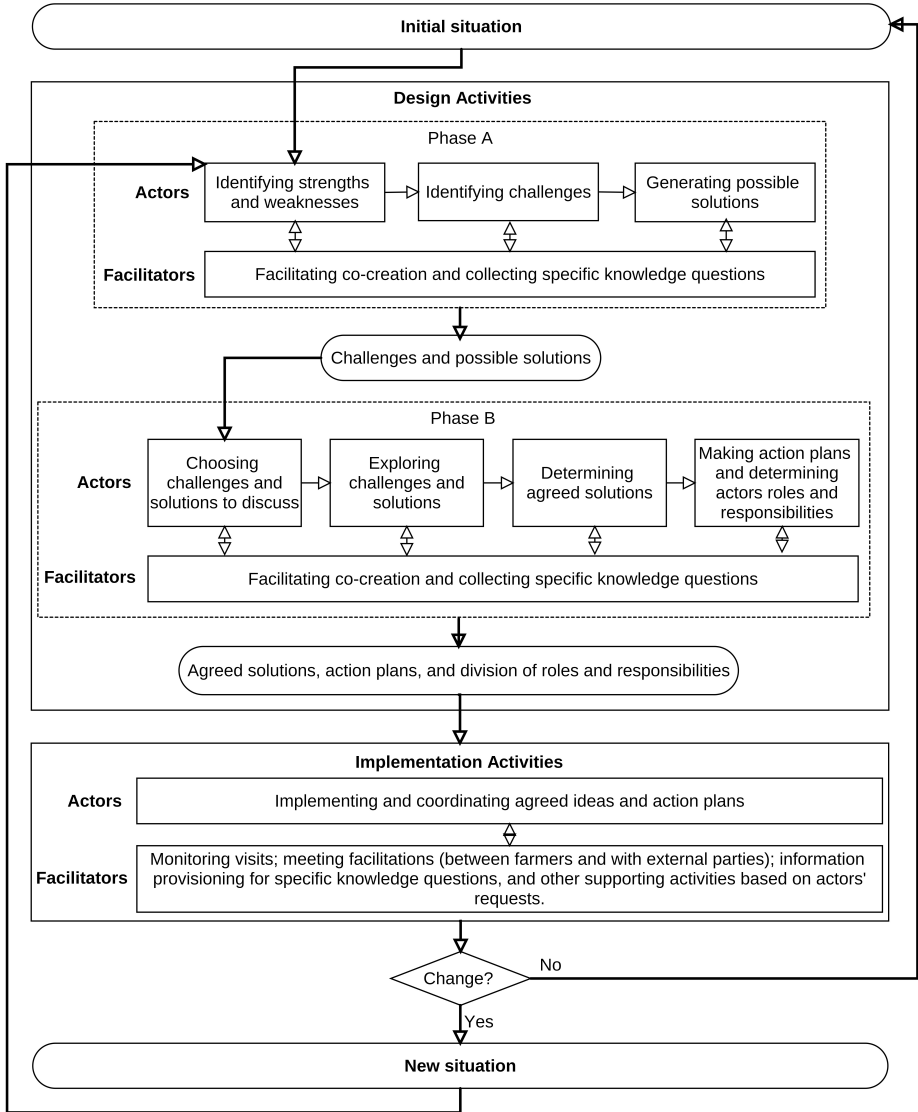 Initial situation
Design Activities
Phase A
Actors
Identifying strengths
and weaknesses
Identifying challenges
Generating possible
solutions
Facilitators
Facilitating co-creation and collecting specific knowledge questions
Challenges and possible solutions
Phase B
Actors
Choosing
challenges and
solutions to discuss
Exploring
challenges and
solutions
Determining
agreed solutions
Making action plans
and determining
actors roles and
responsibilities
Facilitators
Facilitating co-creation and collecting specific knowledge questions
Agreed solutions, action plans, and division of roles and responsibilities
Implementation Activities
Actors
Implementing and coordinating agreed ideas and action plans
Facilitators
Monitoring visits; meeting facilitations (between farmers and with external parties); information
provisioning for specific knowledge questions, and other supporting activities based on actors'
requests.
Change?
No
Yes
New situation